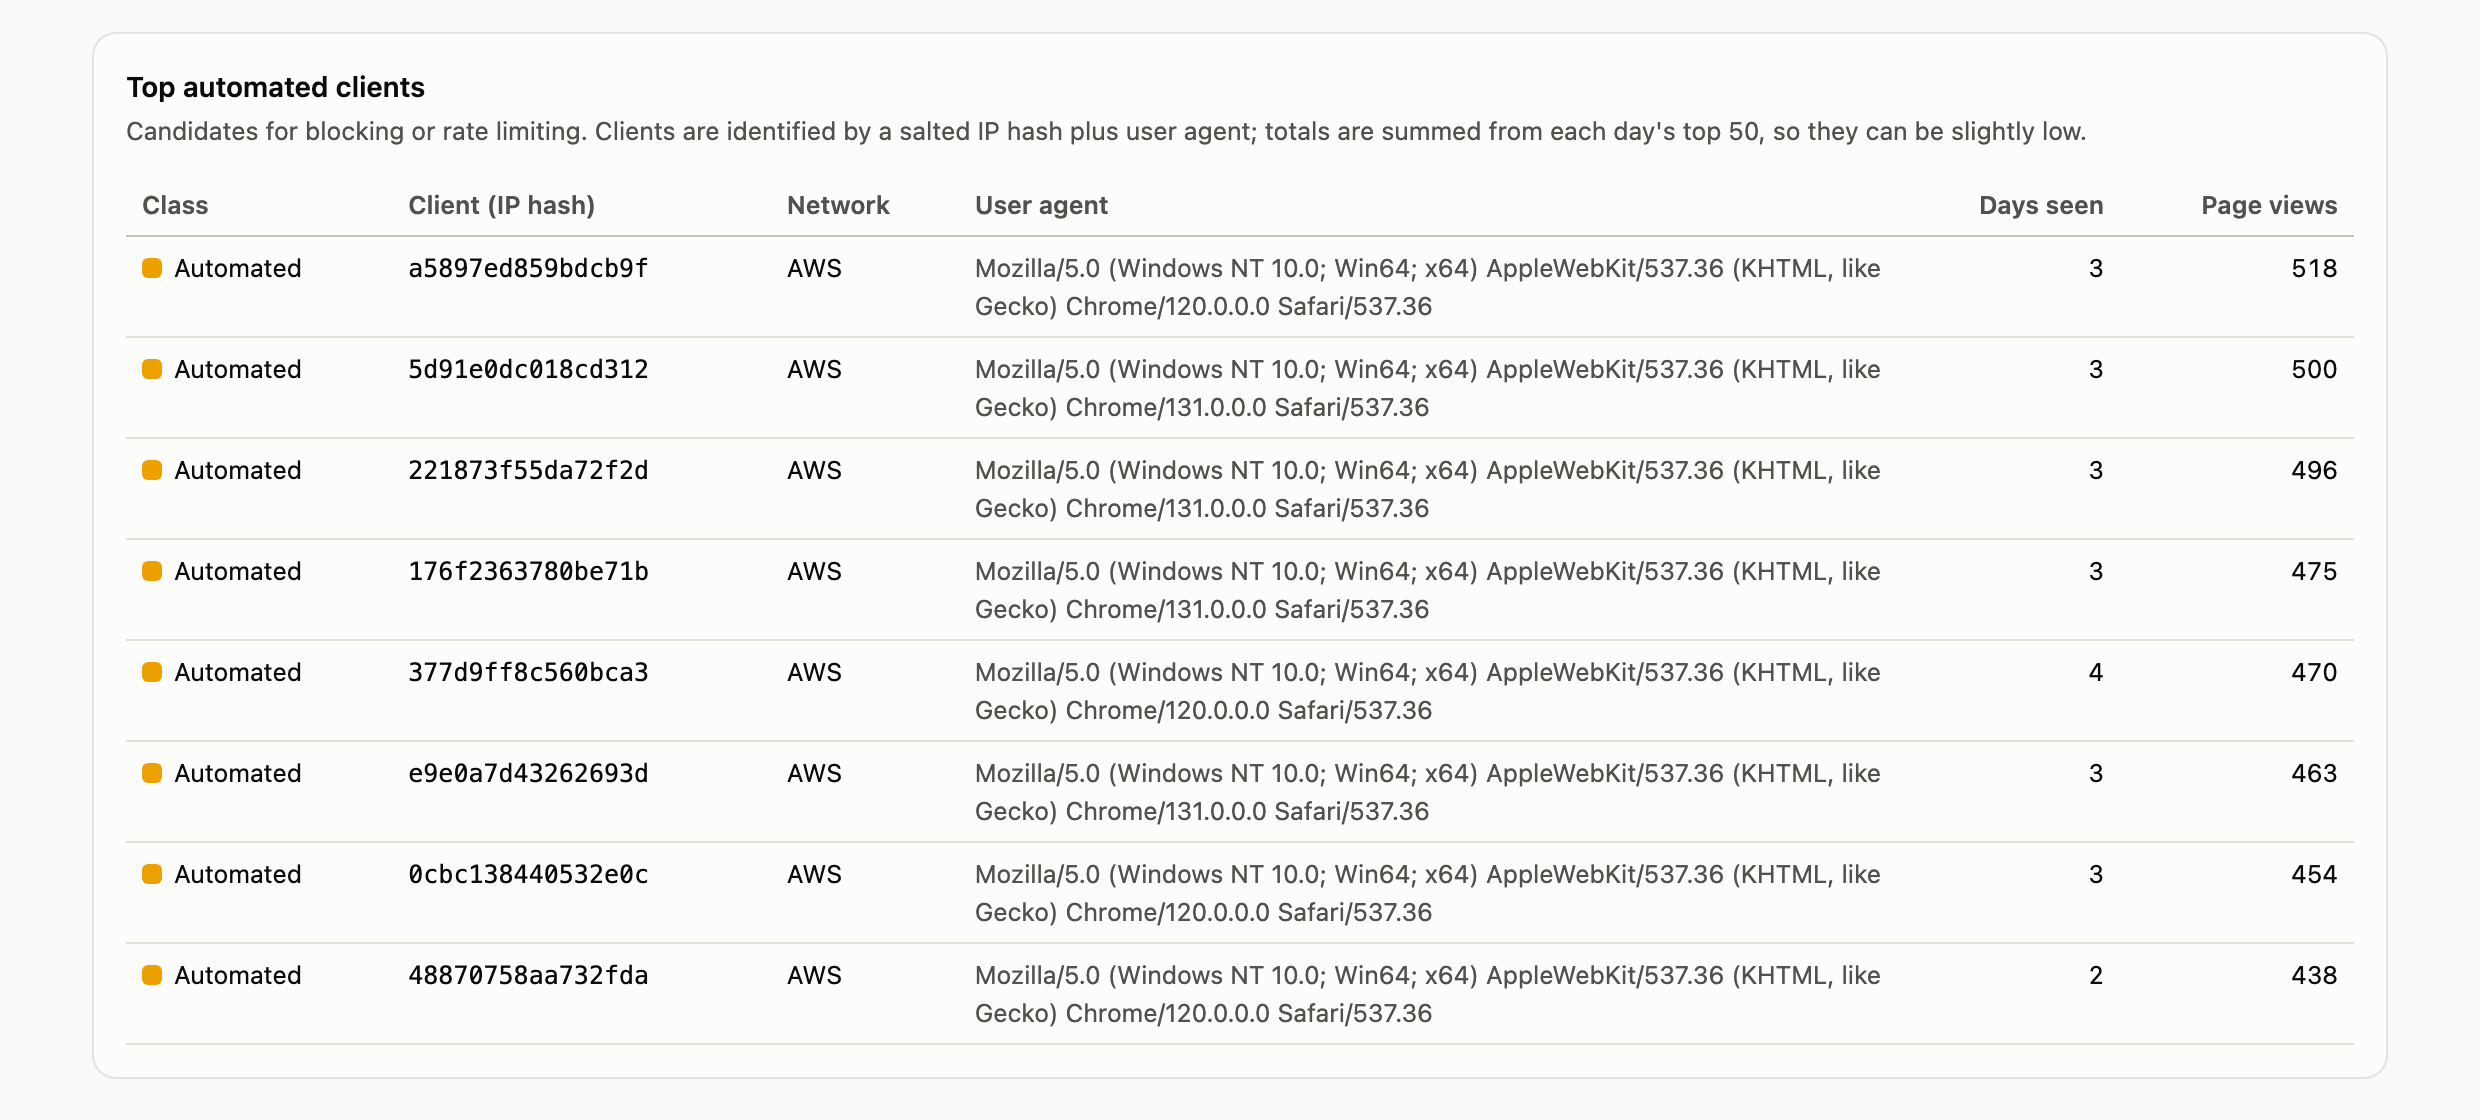 Top automated clients
Candidates for blocking or rate limiting. Clients are identified by a salted IP hash plus user agent; totals are summed from each day's top 50, so they can be slightly low.
Class Client (IP hash) Network User agent Days seen Page views
Automated a5897ed859bdcb9f AWS Mozilla/5.0 (Windows NT 10.0; Win64; x64) AppleWebKit/537.36 (KHTML, like 3 518
Gecko) Chrome/120.0.0.0 Safari/537.36
Automated 5d91e0dc018cd312 AWS Mozilla/5.0 (Windows NT 10.0; Win64; x64) AppleWebKit/537.36 (KHTML, like 3 500
Gecko) Chrome/131.0.0.0 Safari/537.36
Automated 221873f55da72f2d AWS Mozilla/5.0 (Windows NT 10.0; Win64; x64) AppleWebKit/537.36 (KHTML, like 3 496
Gecko) Chrome/131.0.0.0 Safari/537.36
Automated 176f2363780be71b AWS Mozilla/5.0 (Windows NT 10.0; Win64; x64) AppleWebKit/537.36 (KHTML, like 3 475
Gecko) Chrome/131.0.0.0 Safari/537.36
Automated 377d9ff8c560bca3 AWS Mozilla/5.0 (Windows NT 10.0; Win64; x64) AppleWebKit/537.36 (KHTML, like 4 470
Gecko) Chrome/120.0.0.0 Safari/537.36
Automated e9e0a7d43262693d AWS Mozilla/5.0 (Windows NT 10.0; Win64; x64) AppleWebKit/537.36 (KHTML, like 3 463
Gecko) Chrome/131.0.0.0 Safari/537.36
Automated 0cbc138440532e0c AWS Mozilla/5.0 (Windows NT 10.0; Win64; x64) AppleWebKit/537.36 (KHTML, like 3 454
Gecko) Chrome/120.0.0.0 Safari/537.36
Automated 48870758aa732fda AWS Mozilla/5.0 (Windows NT 10.0; Win64; x64) AppleWebKit/537.36 (KHTML, like 2 438
Gecko) Chrome/120.0.0.0 Safari/537.36